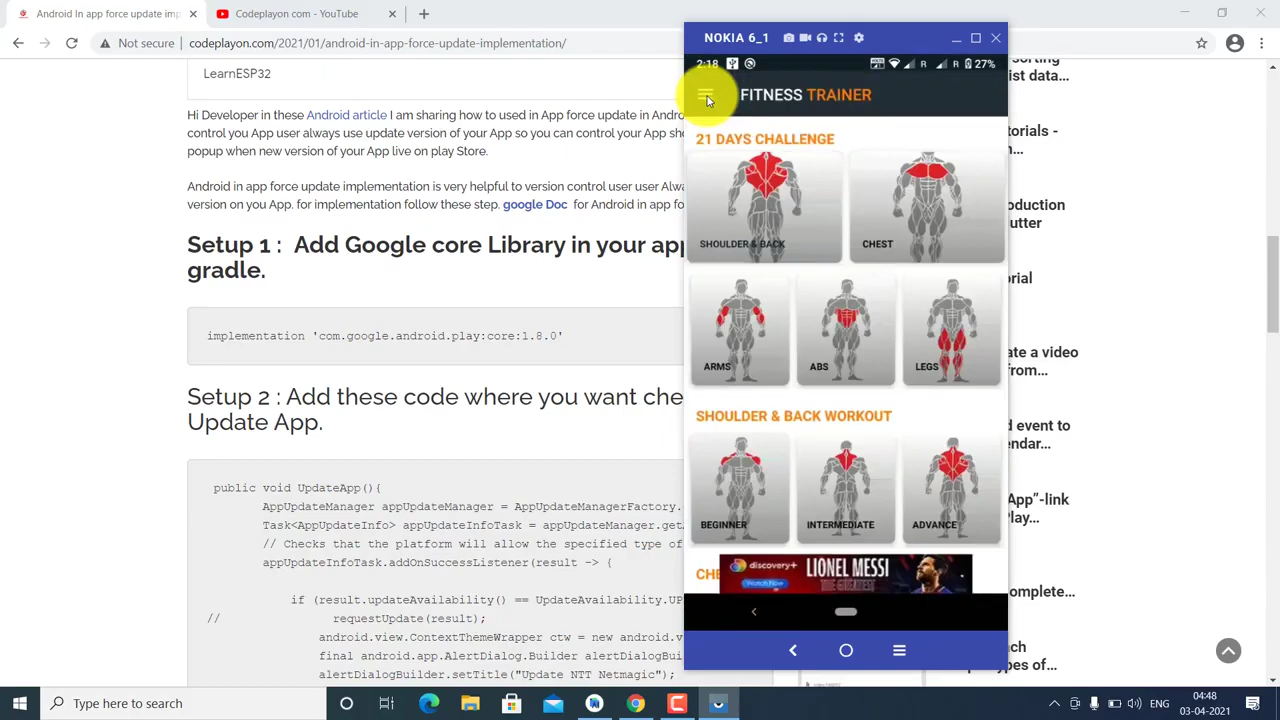 android in app update implemen
Codeplayon.com - YouTube
Not secure
codeplayon.com/2021/01/android-in-app-force-update-implementation/
LearnESP32
Hi Developer in these Android article I am sharing how to used in App force update in Andro
control you App user always use update version of your App so you can control your App sho
popup when new version of your App live on play Store.
Android in app force update implementation is very helpful to version control user user Alwa
version on you App. for implementation follow these step. google Doc for Android in app fo
Setup 1 : Add Google core Library in your app
gradle.
implementation 'com.google.android.play:core:1.8.0'
Setup 2 : Add these code where you want che
Update App.
public void UpdateApp(){
AppUpdateManager appUpdateManager = AppUpdateManagerFactory.
Task<AppUpdateInfo> appUpdateInfoTask = appUpdateManager.get
// Checks that the platform will allow the specified type of
appUpdateInfoTask.addOnSuccessListener(result -> {
if (result.updateAvailability() == UpdateAvailability.UP
// requestUpdate(result);
android.view.ContextThemeWrapper ctw = new android.v
final android.app.AlertDialog.Builder alertDialogBui
alertDialogBuilder.setTitle("Update NTT Netmagic");
NOKIA 6_1
2:18
R
R
27%
FITNESS TRAINER
21 DAYS CHALLENGE
SHOULDER & BACK
CHEST
ARMS
ABS
LEGS
SHOULDER & BACK WORKOUT
BEGINNER
INTERMEDIATE
ADVANCE
CHE
discovery+
Watch Now
LIONEL MESSI
THE GREATEST
sorting
ist data…
torials -
n…
oduction
utter
orial
ate a video
from…
d event to
endar…
App”-link
Play…
omplete…
ach
types of…
Type here to search
ENG
04:48
03-04-2021